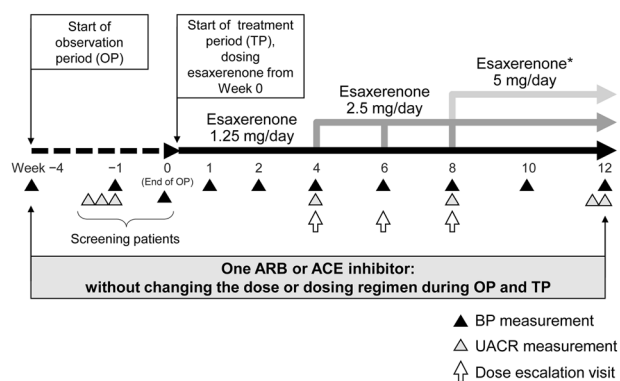 Start of
observation
period (OP)
Start of treatment
period (TP),
dosing
esaxerenone from
Week 0
Esaxerenone*
5 mg/day
Esaxerenone
2.5 mg/day
Esaxerenone
1.25 mg/day
Week −4 −1 0 1 2 4 6 8 10 12
(End of OP)
Screening patients
One ARB or ACE inhibitor:
without changing the dose or dosing regimen during OP and TP
BP measurement
UACR measurement
Dose escalation visit